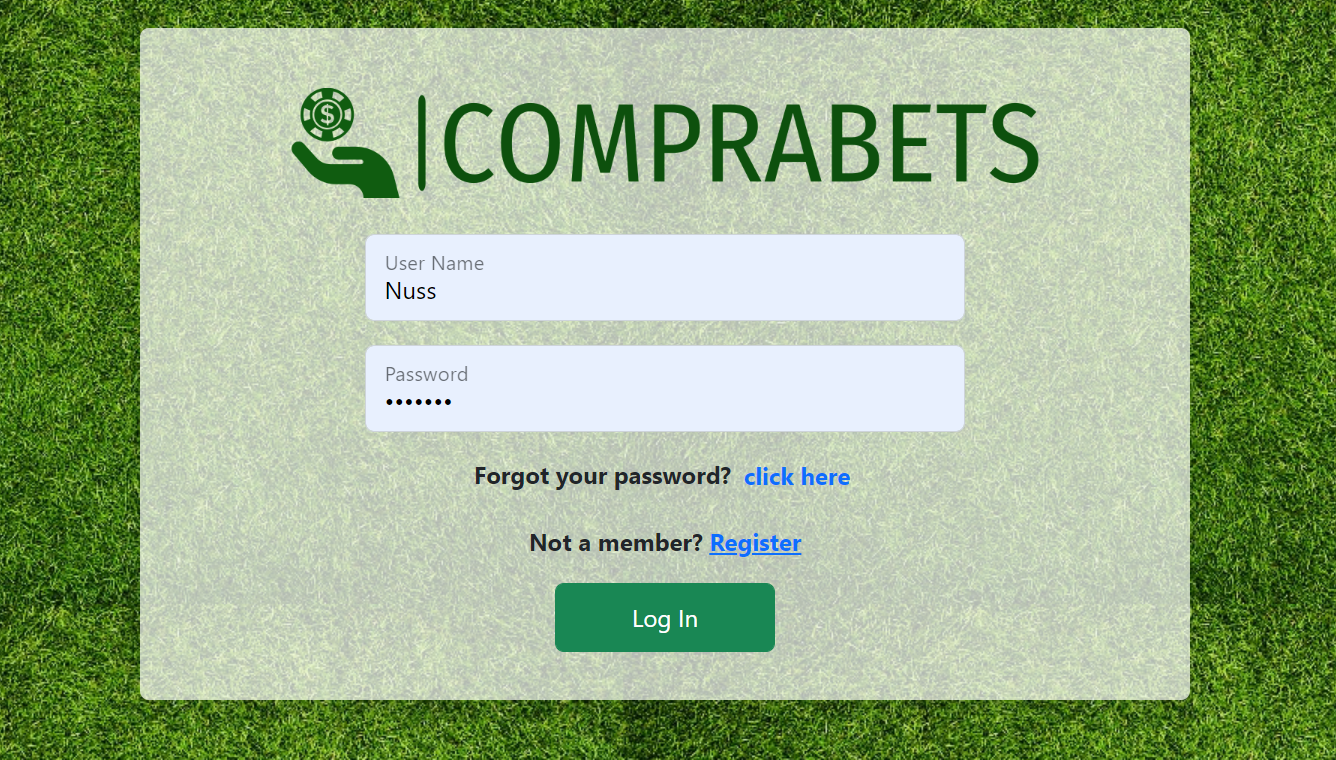 $
|COMPRABETS
User Name
Nuss
Password
•••••••
Forgot your password? click here
Not a member? Register
Log In